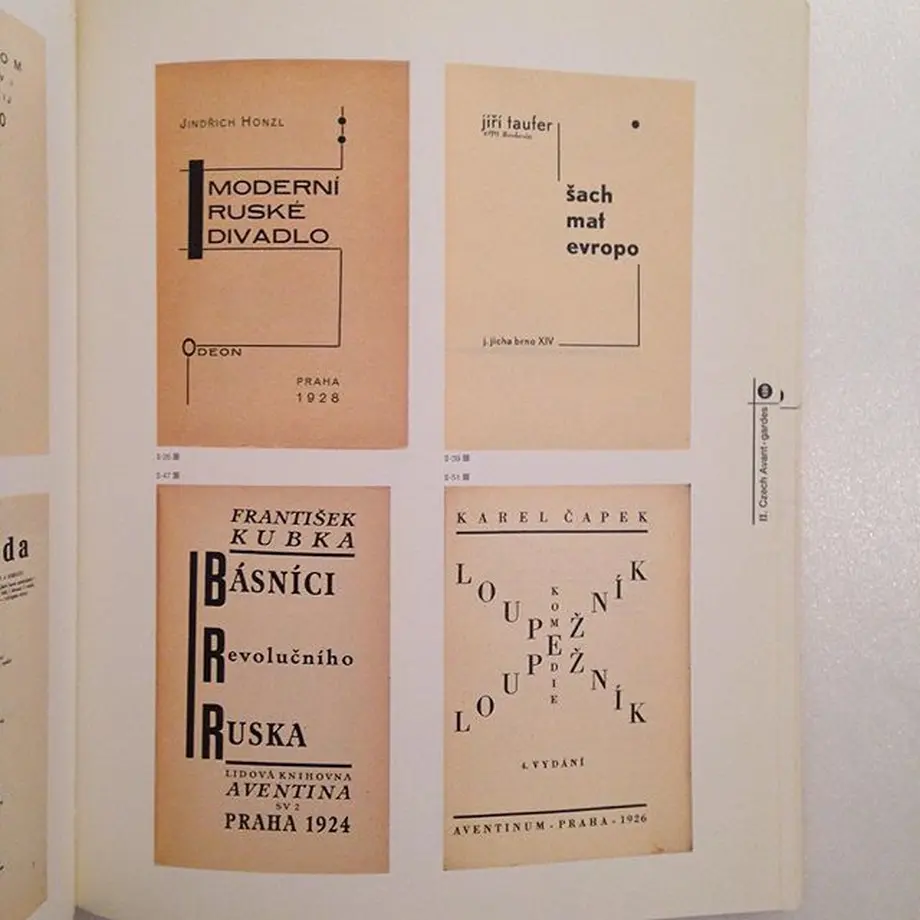 JINDŘICH HONZL
MODERNÍ
RUSKÉ
DIVADLO
ODEON
PRAHA
1928
jiří taufer
šach
mat
evropo
j. jícha brno XIV
FRANTIŠEK
KUBKA
BÁSNÍCI
Revolučního
RUSKA
LIDOVÁ KNIHOVNA
AVENTINA
SV 2
PRAHA 1924
KAREL ČAPEK
LOUPEŽNÍK
KOMEDIE
LOUPEŽNÍK
4. VYDÁNÍ
AVENTINUM - PRAHA - 1926
II. Czech Avant-gardes
da